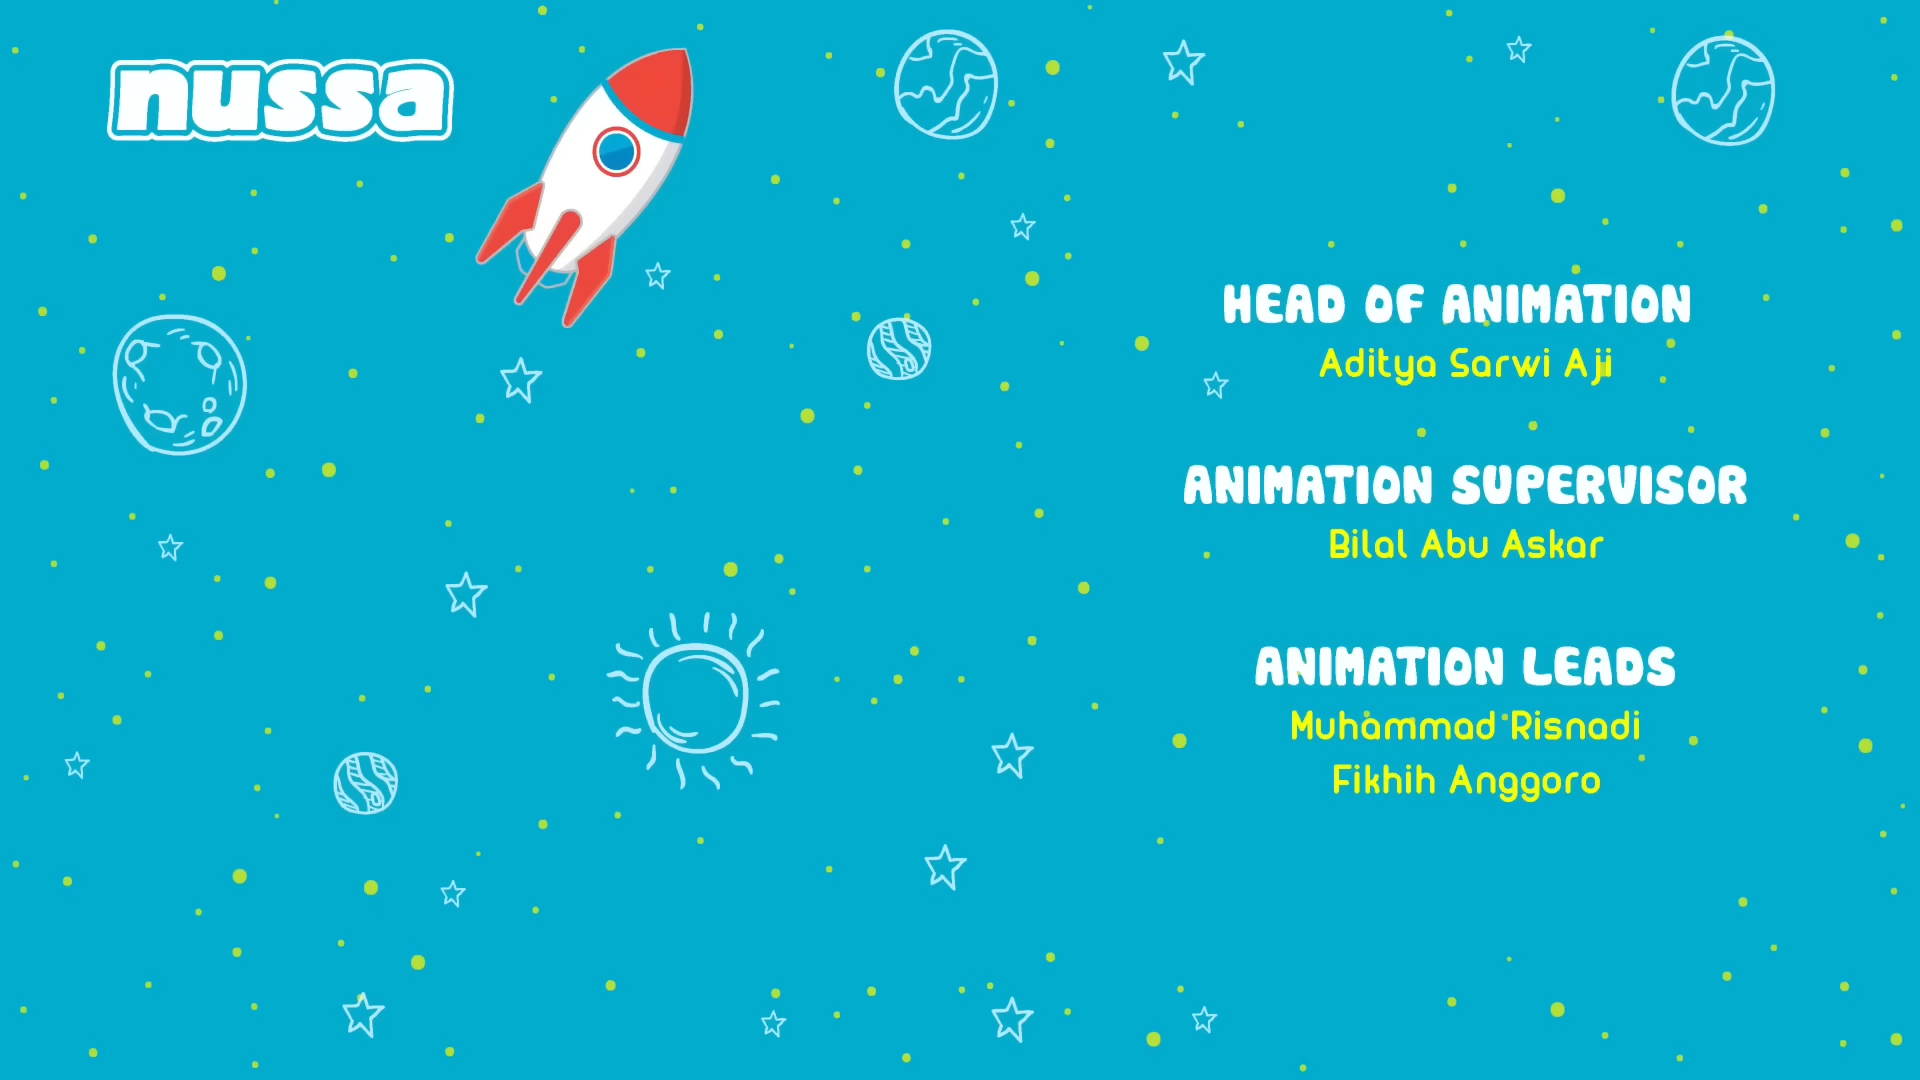 nussa
HEAD OF ANIMATION
Aditya Sarwi Aji
ANIMATION SUPERVISOR
Bilal Abu Askar
ANIMATION LEADS
Muhammad Risnadi
Fikhih Anggoro